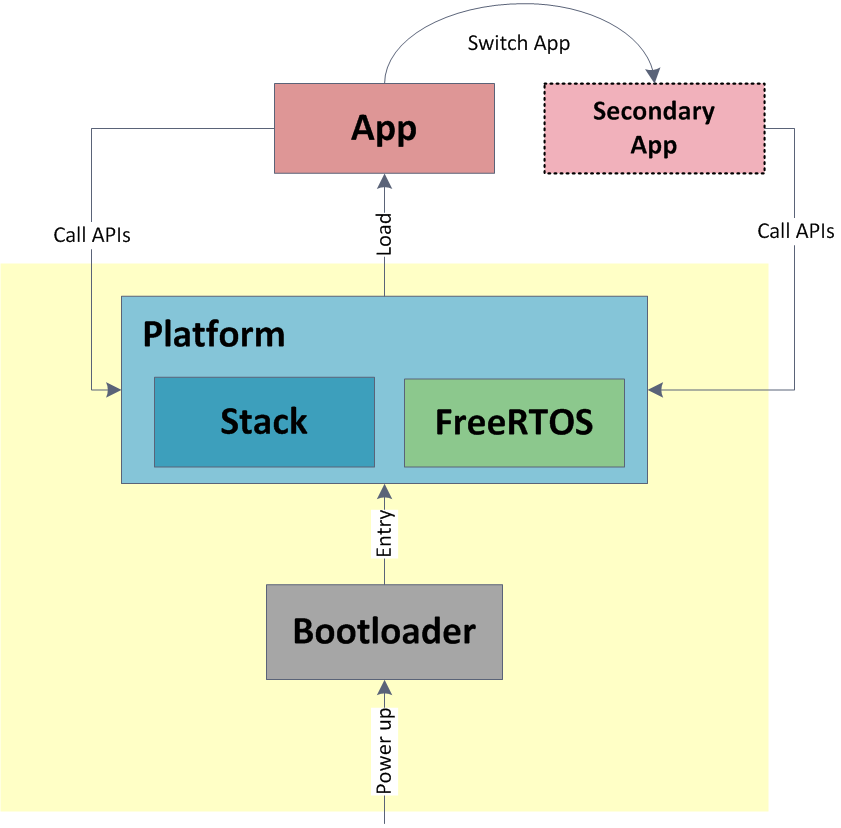 Switch App
App
Secondary
App
Call APIs
Load
Call APIs
Platform
Stack
FreeRTOS
Entry
Bootloader
Power up